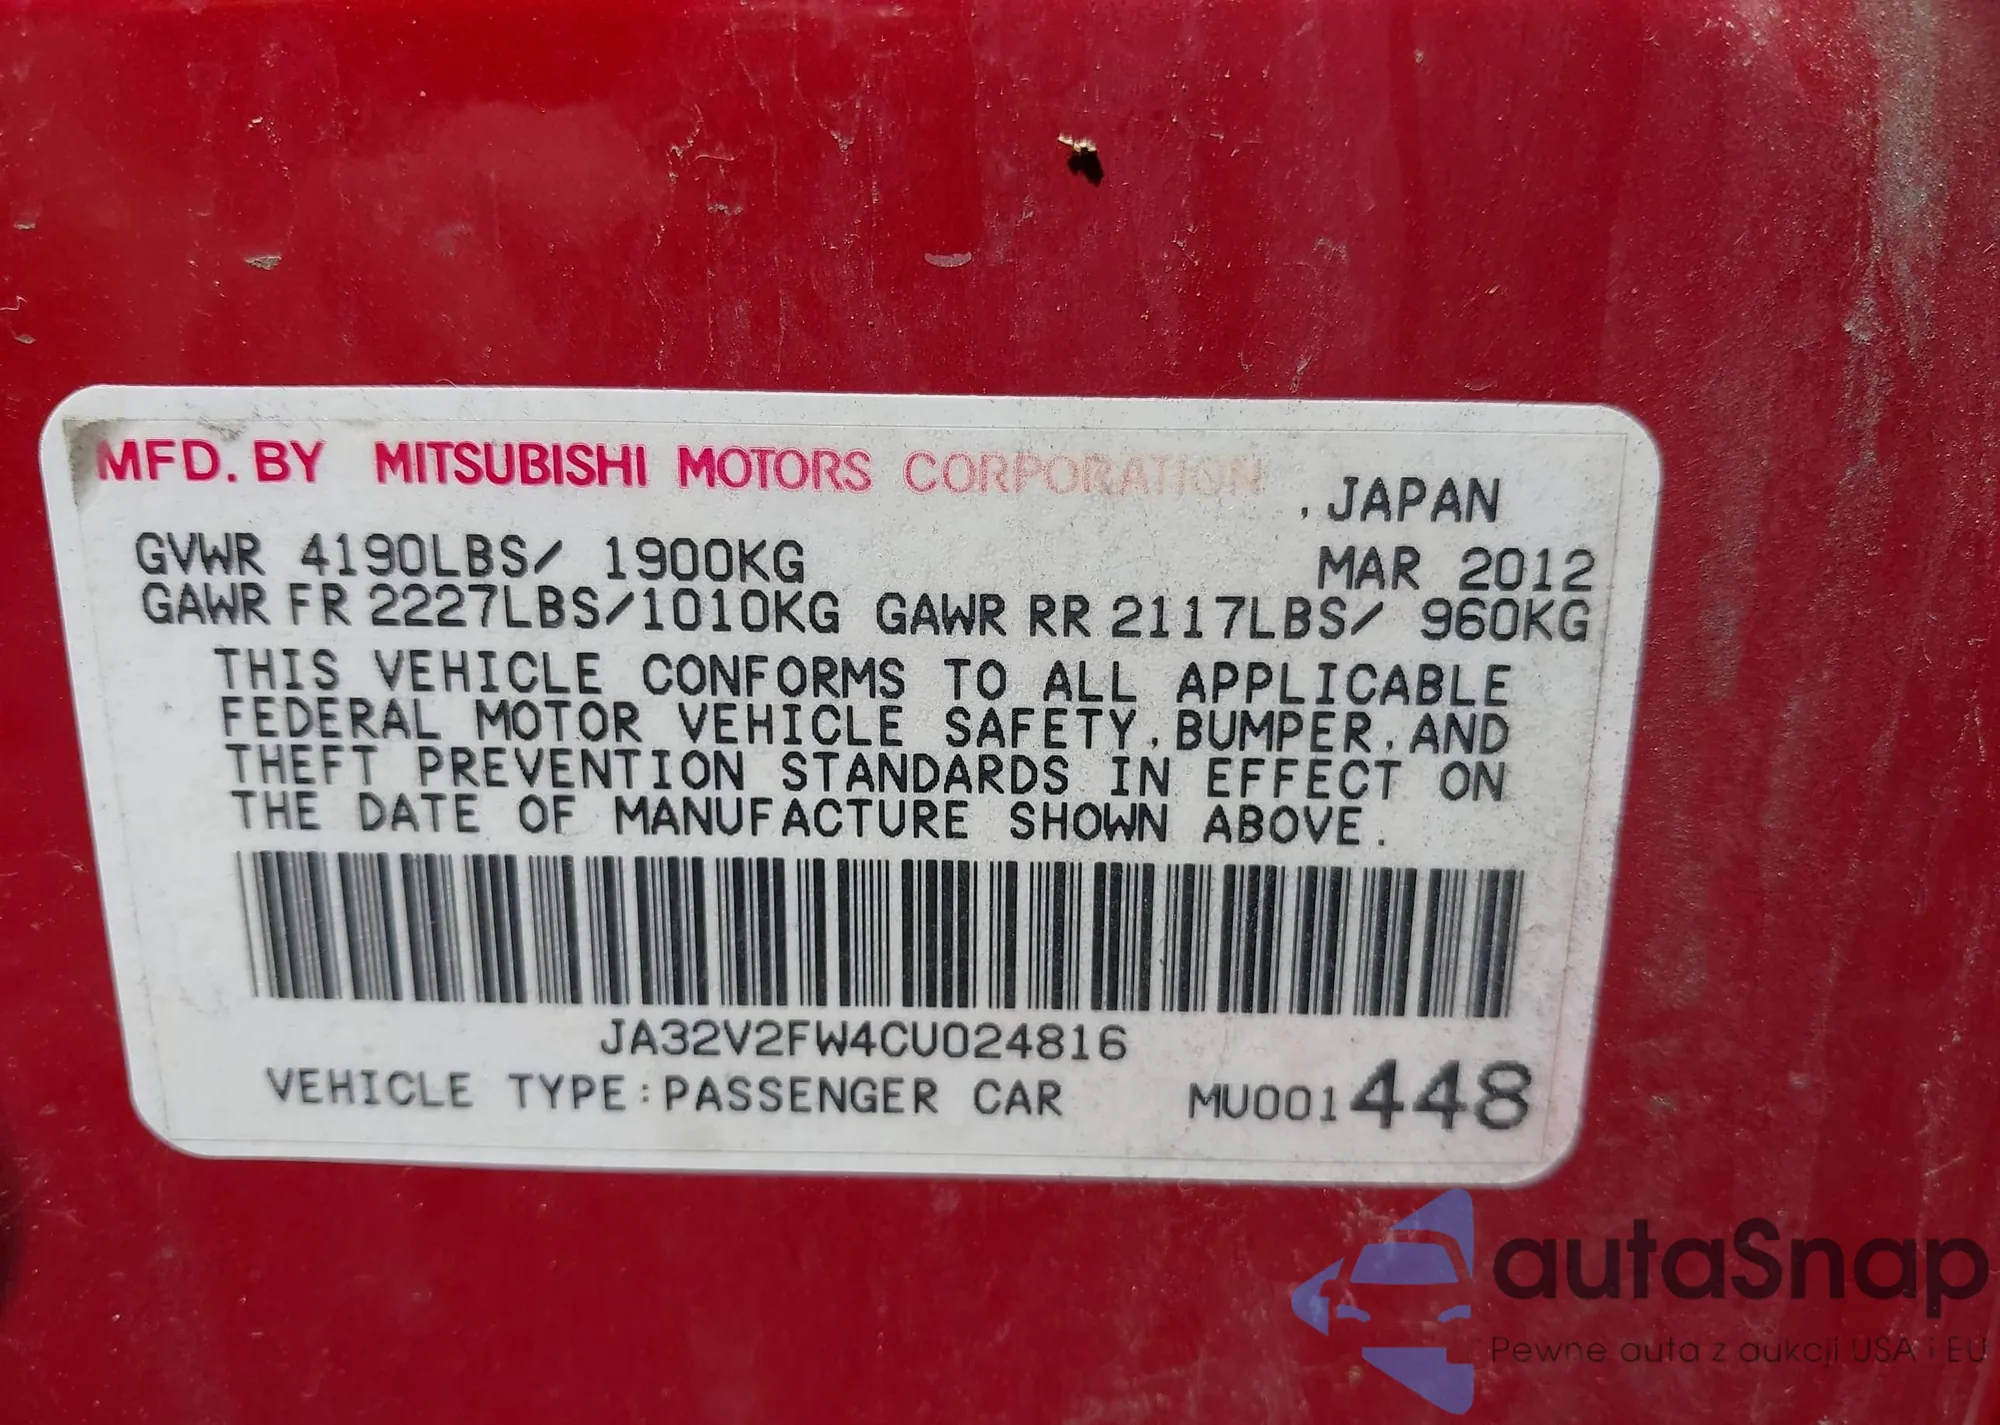 MFD. BY MITSUBISHI MOTORS CORPORATION
, JAPAN
GVWR 4190LBS/ 1900KG MAR 2012
GAWR FR 2227LBS/1010KG GAWR RR 2117LBS/ 960KG
THIS VEHICLE CONFORMS TO ALL APPLICABLE
FEDERAL MOTOR VEHICLE SAFETY, BUMPER, AND
THEFT PREVENTION STANDARDS IN EFFECT ON
THE DATE OF MANUFACTURE SHOWN ABOVE.
JA32V2FW4CU024816
VEHICLE TYPE:PASSENGER CAR MU001448
autaSnap
Pewne auta z aukcji USA i EU